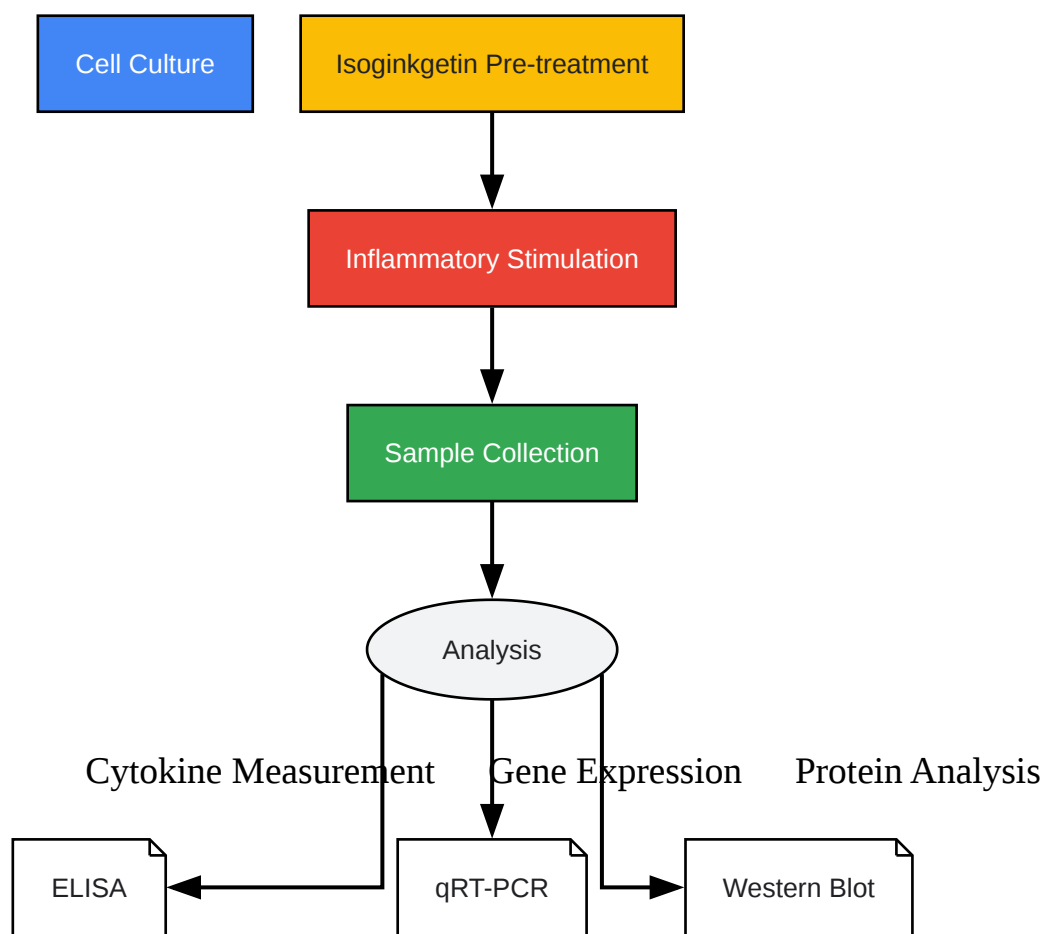 Cell Culture
Isoginkgetin Pre-treatment
Inflammatory Stimulation
Sample Collection
Analysis
Cytokine Measurement
Gene Expression
Protein Analysis
ELISA
qRT-PCR
Western Blot